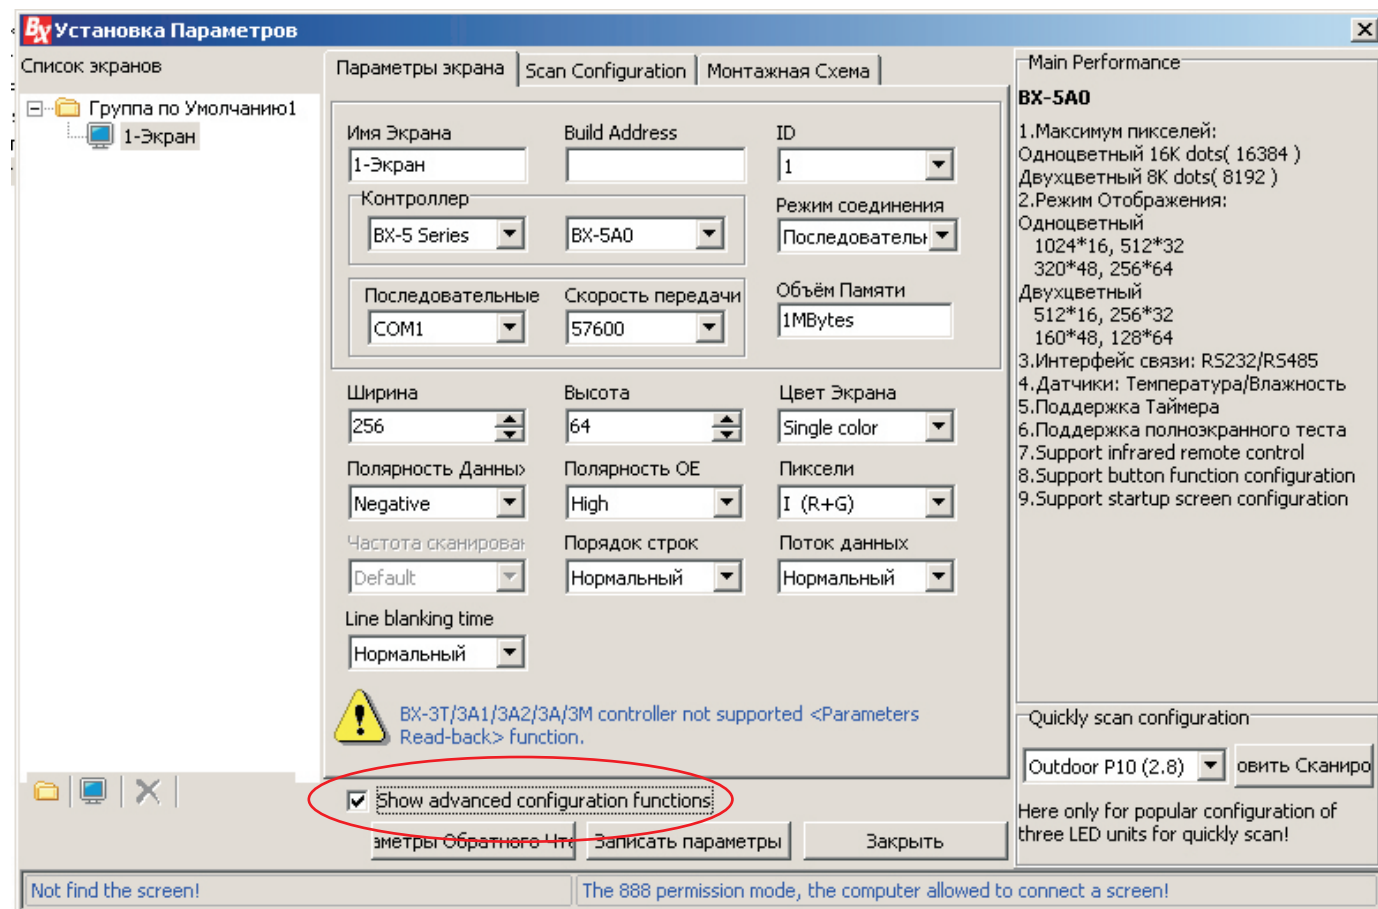 BX Установка Параметров
Список экранов
Группа по Умолчанию1
1-Экран
Параметры экрана
Scan Configuration
Монтажная Схема
Имя Экрана
Build Address
ID
1-Экран
1
Контроллер
Режим соединения
BX-5 Series
BX-5A0
Последователь
Последовательные
Скорость передачи
Объём Памяти
COM1
57600
1MBytes
Ширина
Высота
Цвет Экрана
256
64
Single color
Полярность Данны
Полярность OE
Пиксели
Negative
High
I (R+G)
Частота сканирова
Порядок строк
Поток данных
Default
Нормальный
Нормальный
Line blanking time
Нормальный
BX-3T/3A1/3A2/3A/3M controller not supported <Parameters
Read-back> function.
Show advanced configuration functions
аметры Обратного Чте
Записать параметры
Закрыть
Main Performance
BX-5A0
1.Максимум пикселей:
Одноцветный 16K dots( 16384 )
Двухцветный 8K dots( 8192 )
2.Режим Отображения:
Одноцветный
1024*16, 512*32
320*48, 256*64
Двухцветный
512*16, 256*32
160*48, 128*64
3.Интерфейс связи: RS232/RS485
4.Датчики: Температура/Влажность
5.Поддержка Таймера
6.Поддержка полноэкранного теста
7.Support infrared remote control
8.Support button function configuration
9.Support startup screen configuration
Quickly scan configuration
Outdoor P10 (2.8)
овить Сканиро
Here only for popular configuration of
three LED units for quickly scan!
Not find the screen!
The 888 permission mode, the computer allowed to connect a screen!